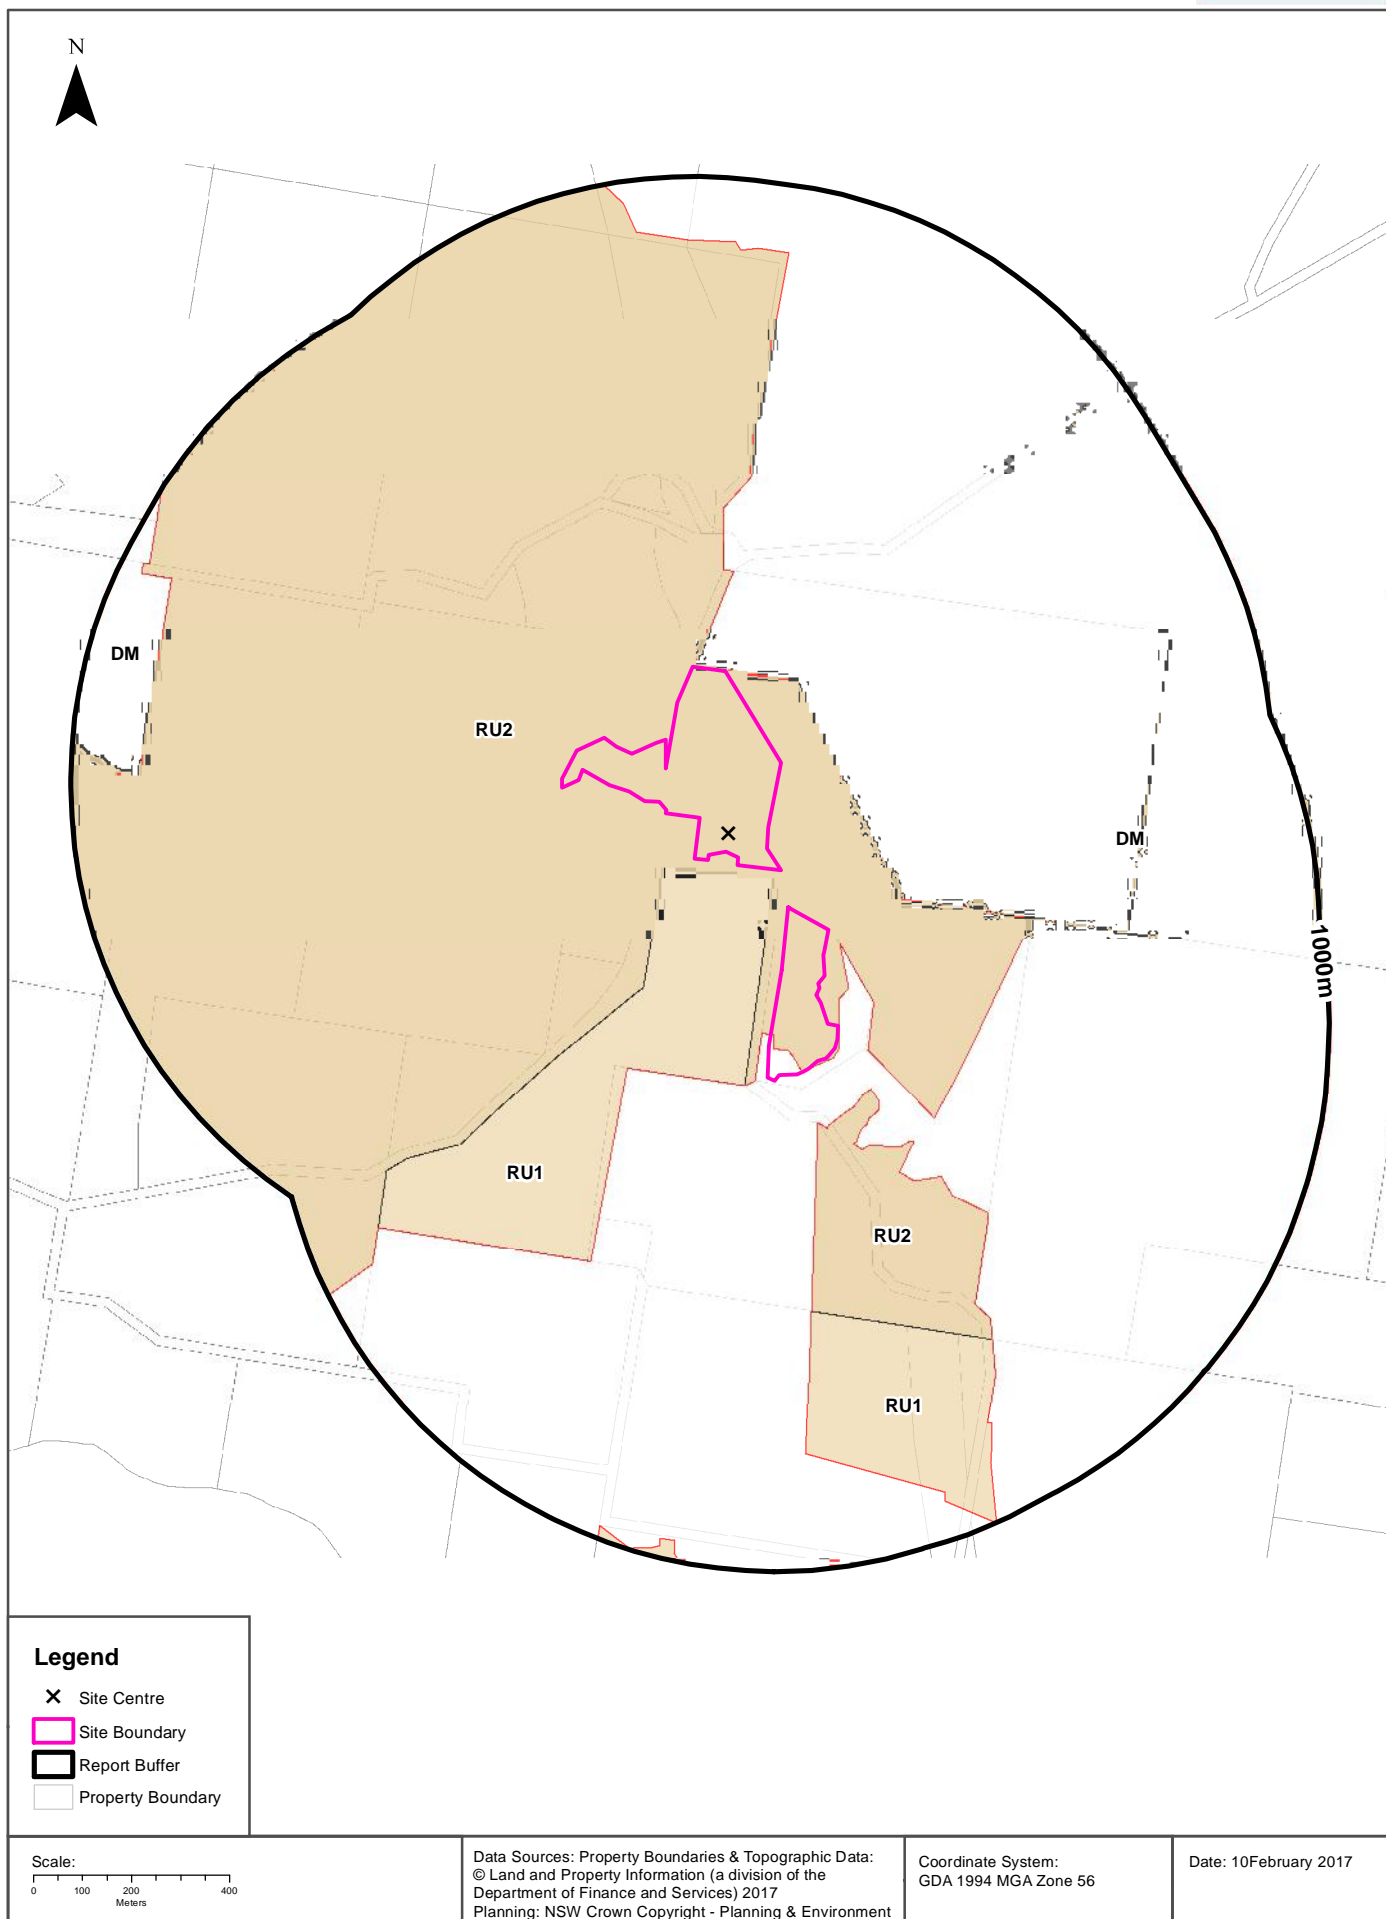 N
DM
RU2
DM
1000m
RU1
RU2
RU1
Legend
Site Centre
Site Boundary
Report Buffer
Property Boundary
Scale:
0 100 200 400
Meters
Data Sources: Property Boundaries & Topographic Data:
© Land and Property Information (a division of the
Department of Finance and Services) 2017
Planning: NSW Crown Copyright - Planning & Environment
Coordinate System:
GDA 1994 MGA Zone 56
Date: 10February 2017